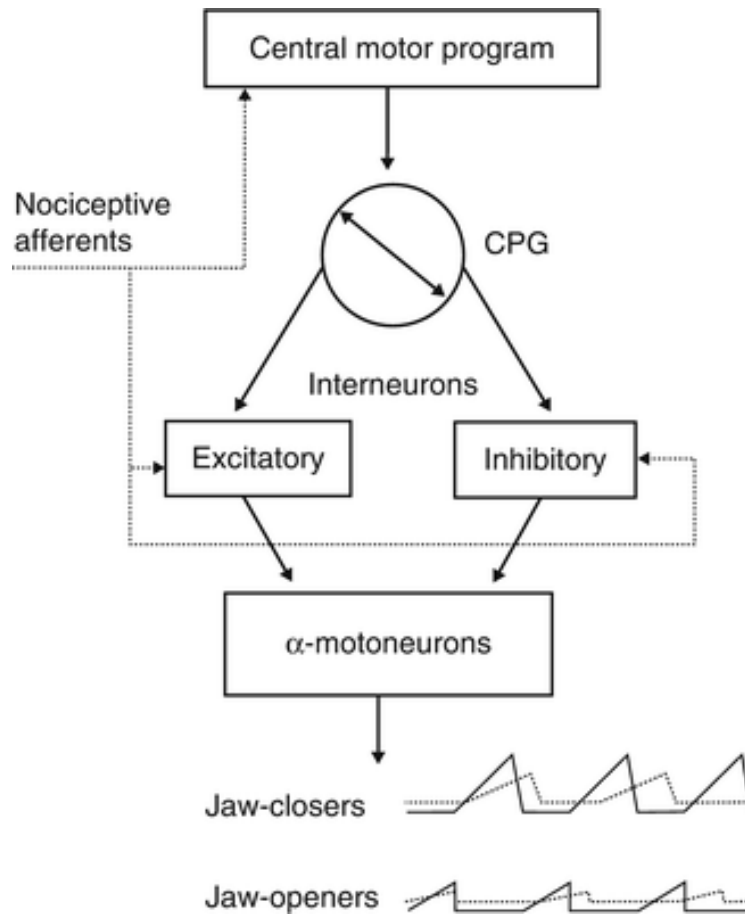 Central motor program
Nociceptive
afferents
CPG
Interneurons
Excitatory
Inhibitory
α-motoneurons
Jaw-closers
Jaw-openers